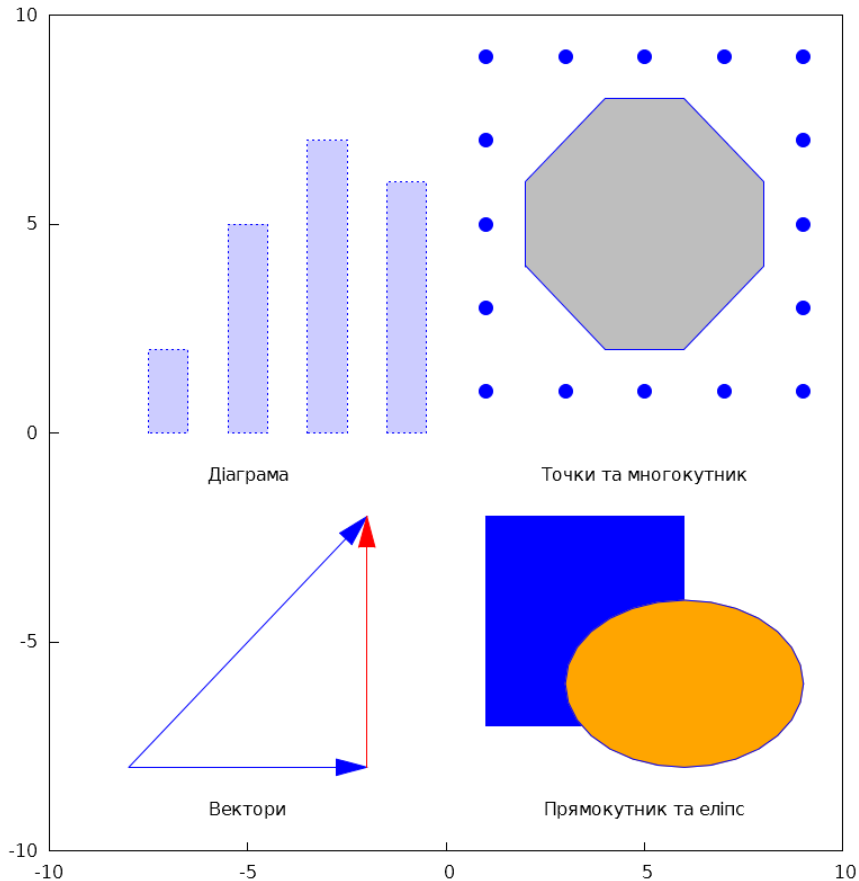 10
5
0
Діаграма
Точки та многокутник
-5
Вектори
Прямокутник та еліпс
-10
-10 -5 0 5 10